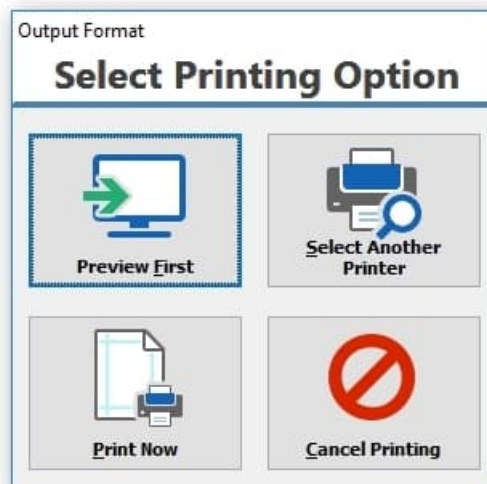 Output Format
Select Printing Option
Preview First
Select Another
Printer
Print Now
Cancel Printing